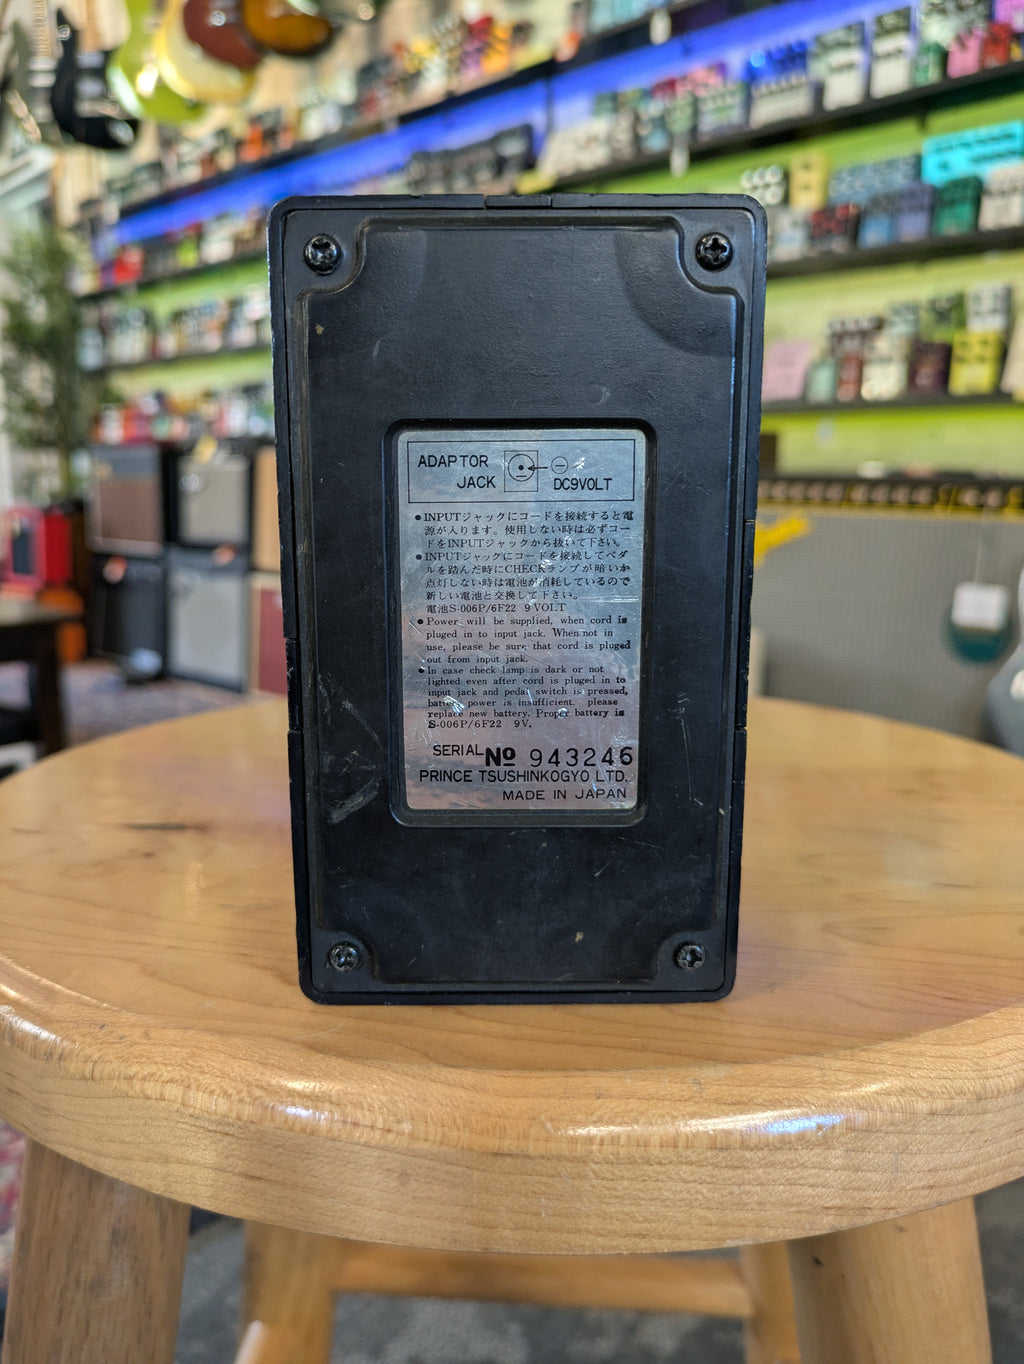 ADAPTOR JACK ⊖ DC9VOLT
●INPUTジャックにコードを接続すると電
源が入ります。使用しない時は必ずコー
ドをINPUTジャックから抜いて下さい。
●INPUTジャックにコードを接続してペダ
ルを踏んだ時にCHECKランプが暗いか
点灯しない時は電池が消耗しているので
新しい電池と交換して下さい。
電池S-006P/6F22 9VOLT
●Power will be supplied, when cord is
pluged in to input jack. When not in
use, please be sure that cord is pluged
out from input jack.
●In case check lamp is dark or not
lighted even after cord is pluged in to
input jack and pedal switch is pressed,
battery power is insufficient. please
replace new battery. Proper battery is
S-006P/6F22 9V.
SERIAL № 943246
PRINCE TSUSHINKOGYO LTD.
MADE IN JAPAN